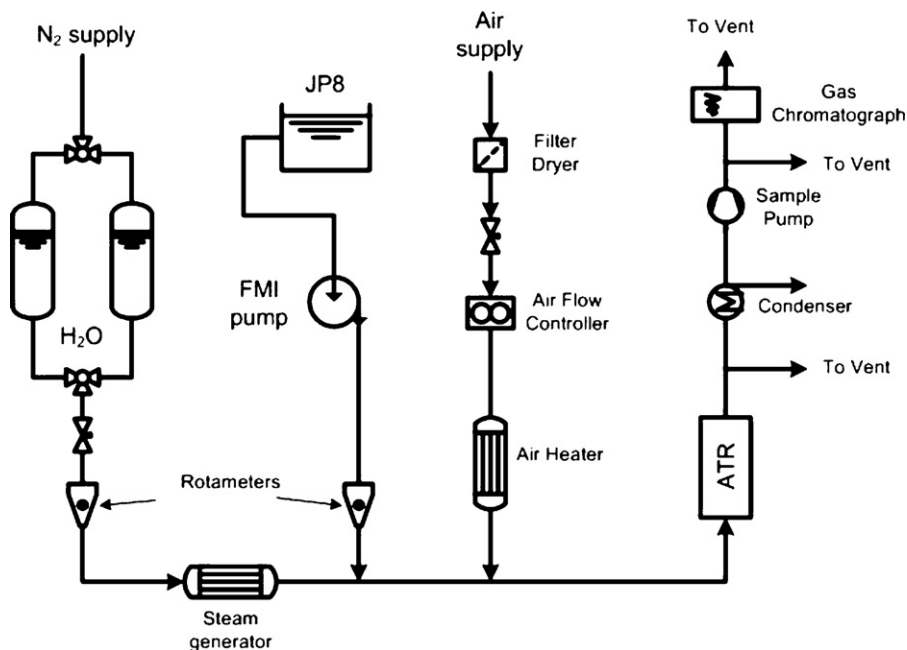 N₂ supply
JP8
Air
supply
To Vent
Gas
Chromatograph
Filter
Dryer
To Vent
Sample
Pump
FMI
pump
Air Flow
Controller
Condenser
H₂O
To Vent
Air Heater
ATR
Rotameters
Steam
generator